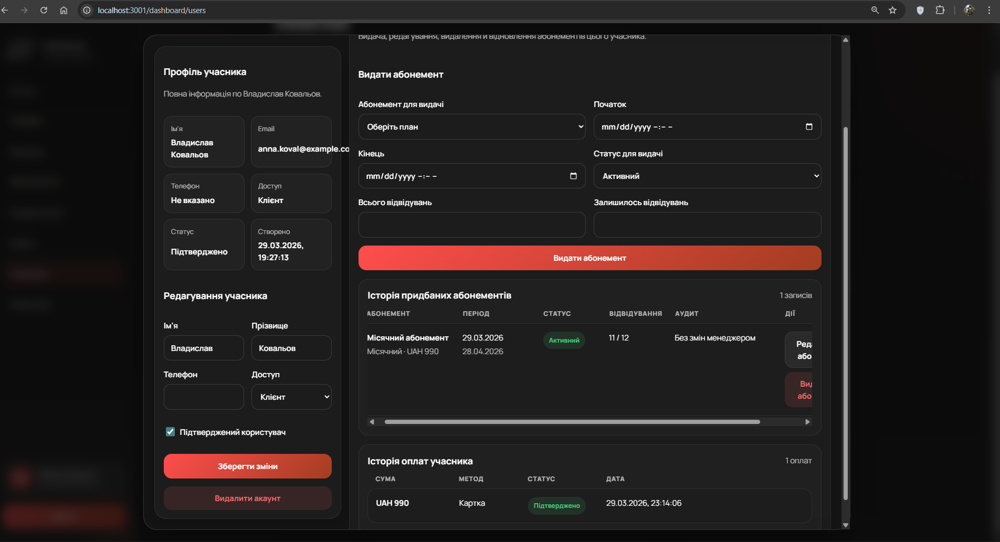 localhost:3001/dashboard/users
Видача, редагування, видалення й відновлення абонементів цього учасника.
Профіль учасника
Повна інформація по Владислав Ковальов.
Ім'я
Владислав
Ковальов
Email
anna.koval@example.co
Телефон
Не вказано
Доступ
Клієнт
Статус
Підтверджено
Створено
29.03.2026,
19:27:13
Редагування учасника
Ім'я
Прізвище
Владислав
Ковальов
Телефон
Доступ
Клієнт
Підтверджений користувач
Зберегти зміни
Видалити акаунт
Видати абонемент
Абонемент для видачі
Початок
Оберіть план
mm/dd/yyyy –:– –
Кінець
Статус для видачі
mm/dd/yyyy –:– –
Активний
Всього відвідувань
Залишилось відвідувань
Видати абонемент
Історія придбаних абонементів
1 записів
АБОНЕМЕНТ ПЕРІОД СТАТУС ВІДВІДУВАННЯ АУДИТ ДІЇ
Місячний абонемент 29.03.2026 Активний 11 / 12 Без змін менеджером
Місячний · UAH 990 28.04.2026
Реда
або
Вид
або
Історія оплат учасника
1 оплат
СУМА МЕТОД СТАТУС ДАТА
UAH 990 Картка Підтверджено 29.03.2026, 23:14:06